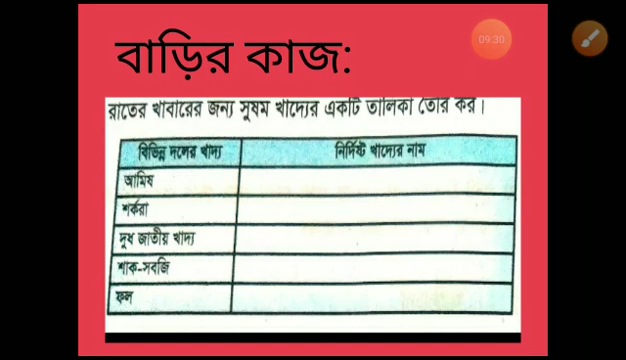 09:30
বাড়ির কাজ:
রাতের খাবারের জন্য সুষম খাদ্যের একটি তালিকা তৈরি কর।
বিভিন্ন দলের খাদ্য নির্দিষ্ট খাদ্যের নাম
আমিষ
শর্করা
দুধ জাতীয় খাদ্য
শাক-সবজি
ফল